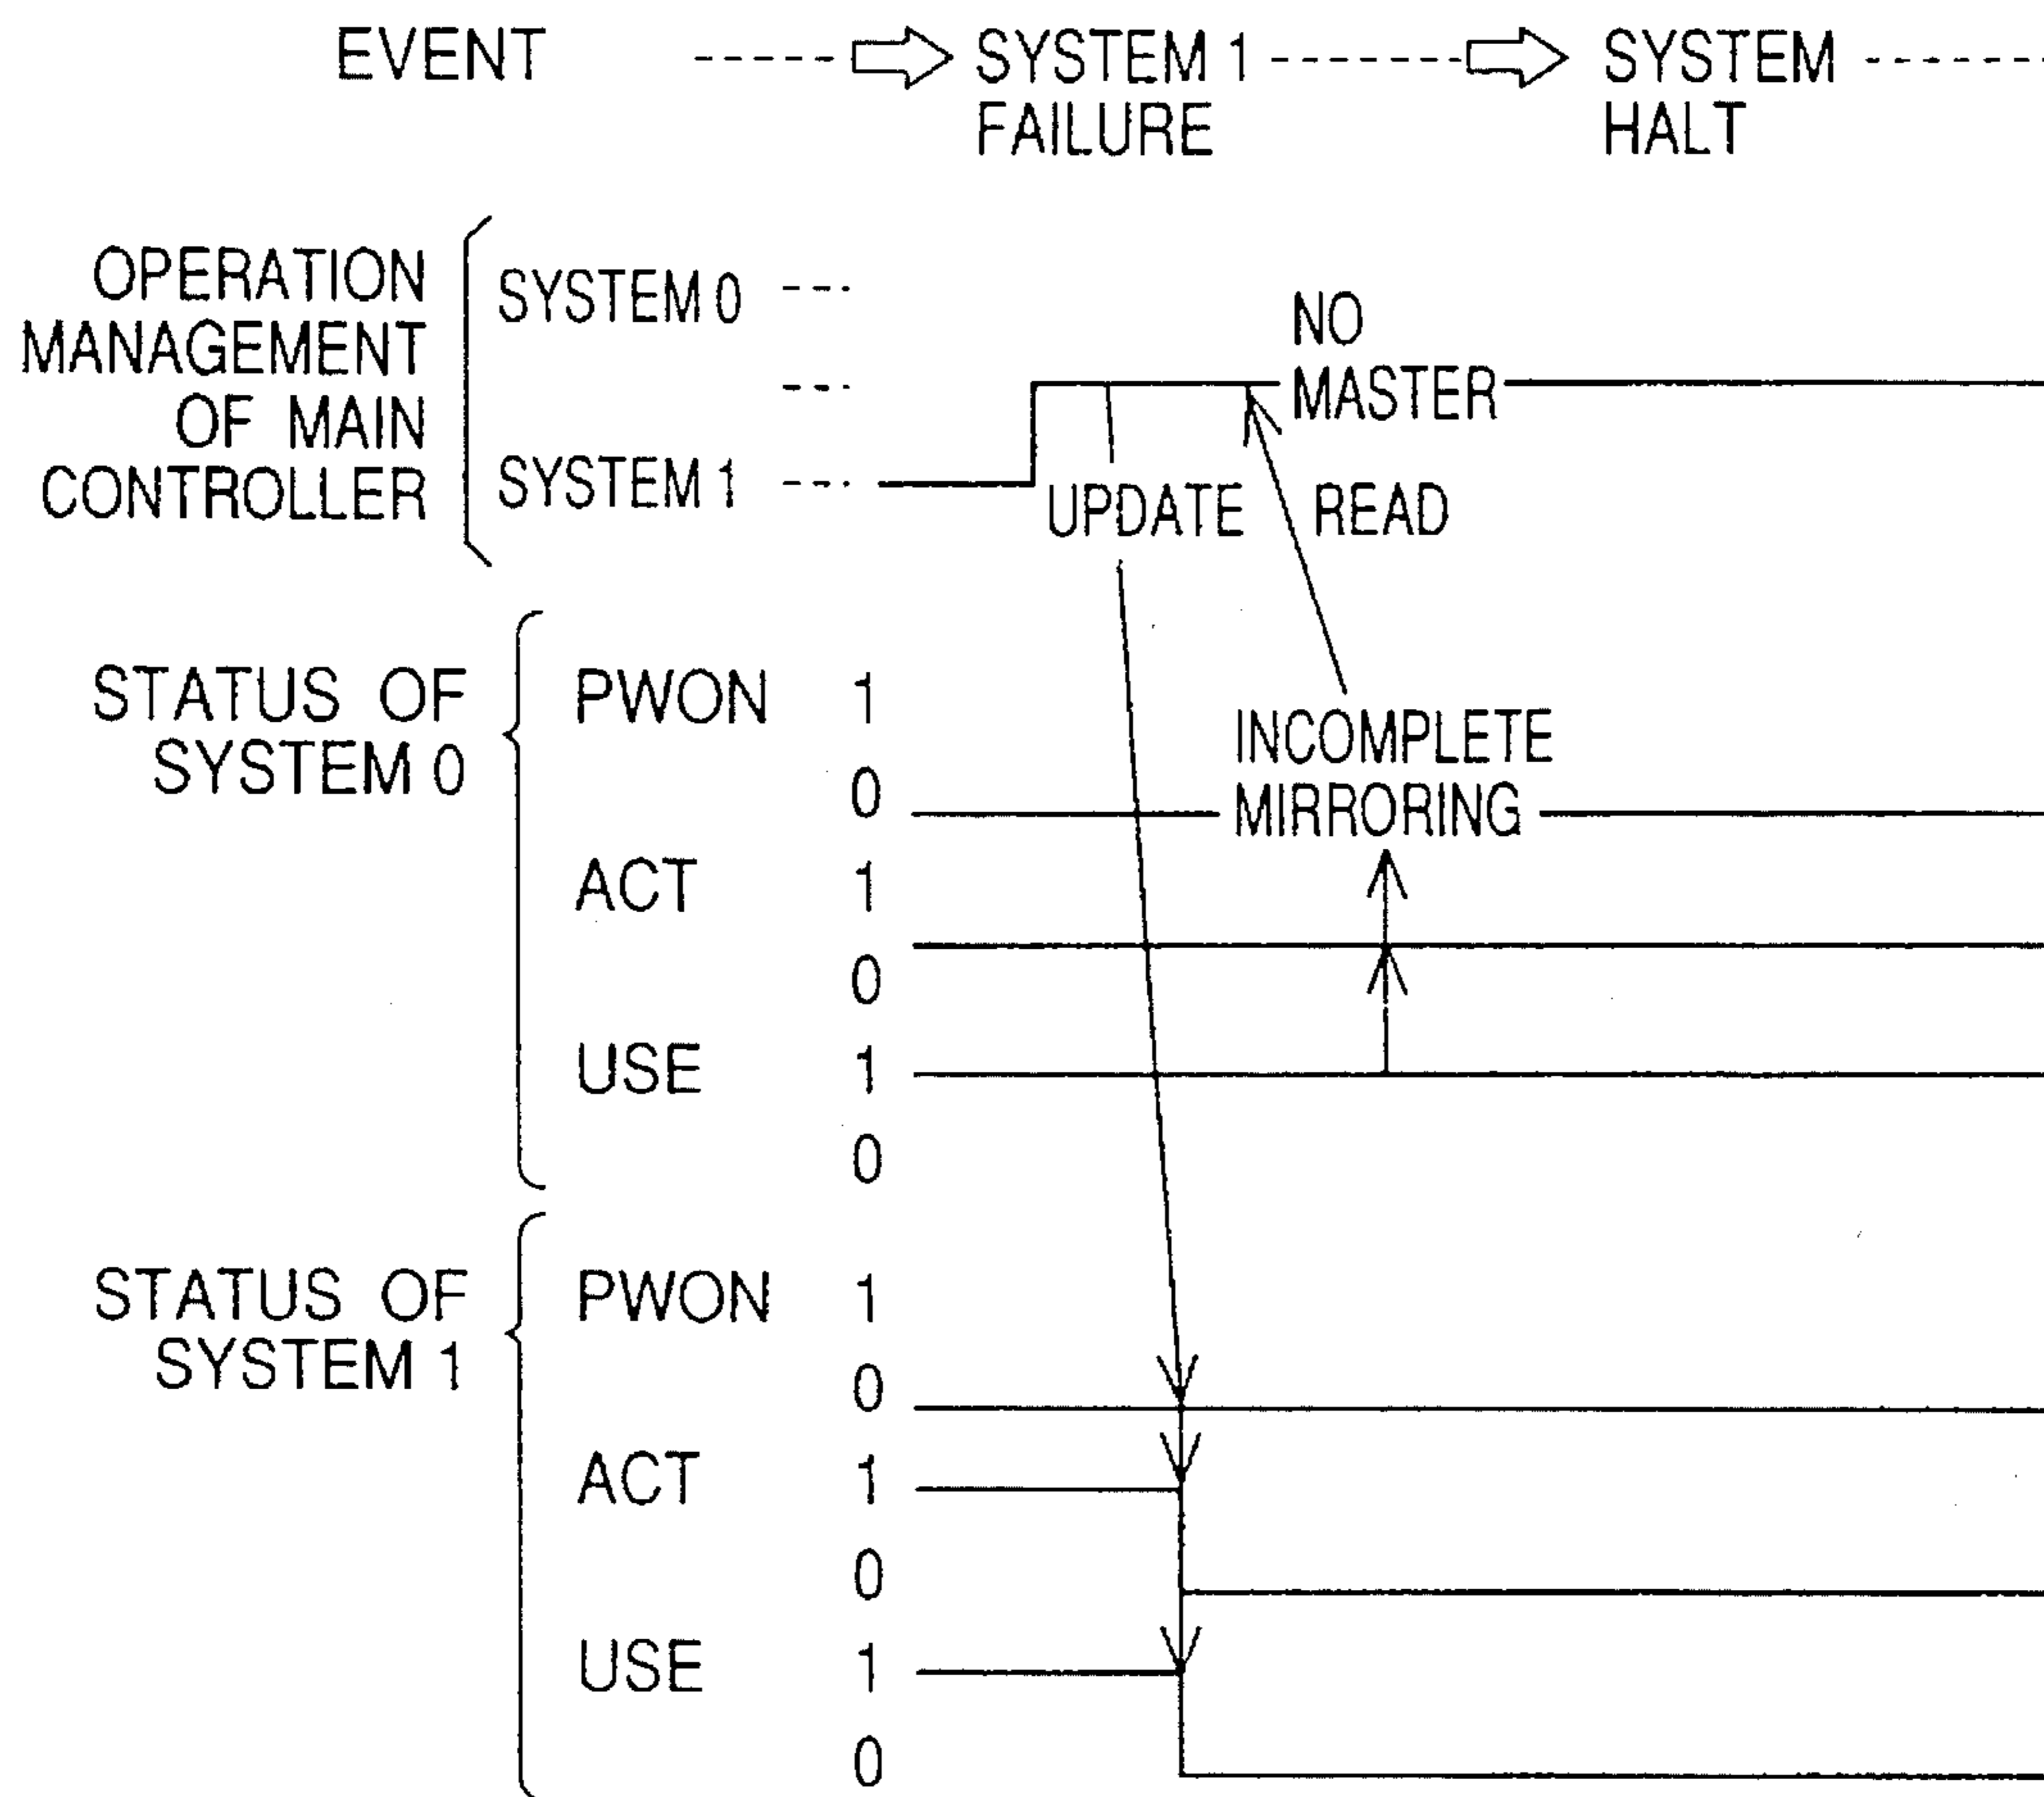 EVENT
SYSTEM 1
FAILURE
SYSTEM
HALT
OPERATION
MANAGEMENT
OF MAIN
CONTROLLER
SYSTEM 0
SYSTEM 1
NO
MASTER
UPDATE
READ
STATUS OF
SYSTEM 0
PWON 1
0
ACT 1
0
USE 1
0
INCOMPLETE
MIRRORING
STATUS OF
SYSTEM 1
PWON 1
0
ACT 1
0
USE 1
0